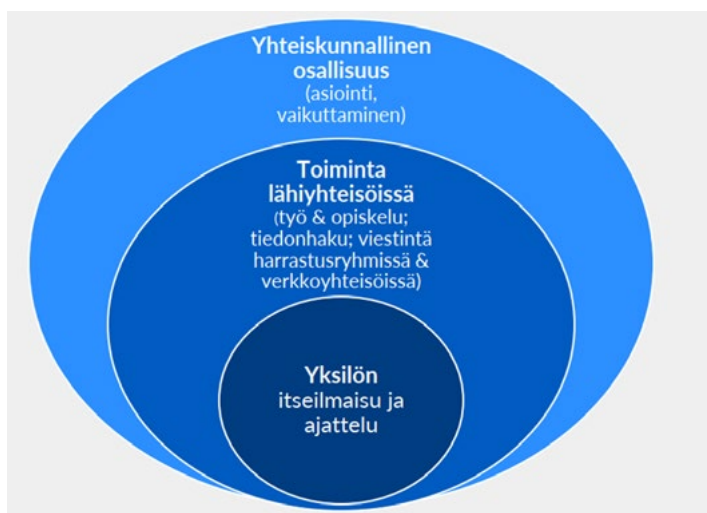 Yhteiskunnallinen
osallisuus
(asiointi,
vaikuttaminen)
Toiminta
lähiyhteisöissä
(työ & opiskelu;
tiedonhaku; viestintä
harrastusryhmissä &
verkkoyhteisöissä)
Yksilön
itseilmaisu ja
ajattelu